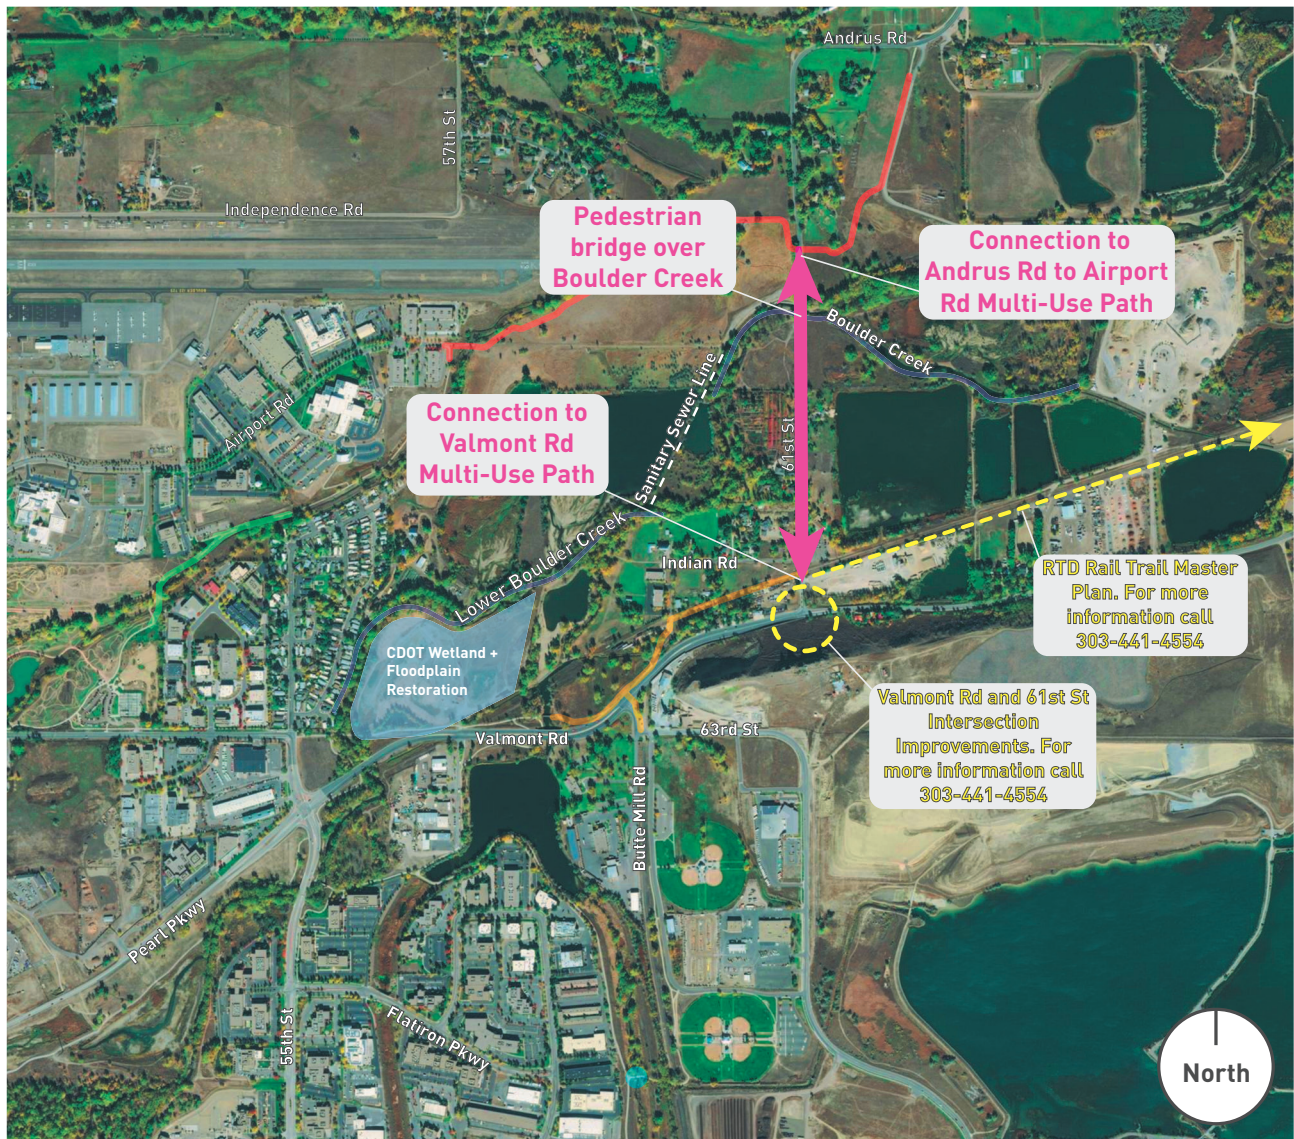 Andrus Rd
57th St
Independence Rd
Pedestrian
bridge over
Boulder Creek
Connection to
Andrus Rd to Airport
Rd Multi-Use Path
Boulder Creek
Sanitary Sewer Line
Airport Rd
Connection to
Valmont Rd
Multi-Use Path
61st St
Lower Boulder Creek
Indian Rd
RTD Rail Trail Master
Plan. For more
information call
303-441-4554
CDOT Wetland +
Floodplain
Restoration
Valmont Rd and 61st St
Intersection
Improvements. For
more information call
303-441-4554
Valmont Rd
63rd St
Butte Mill Rd
Pearl Pkwy
55th St
Flatiron Pkwy
North